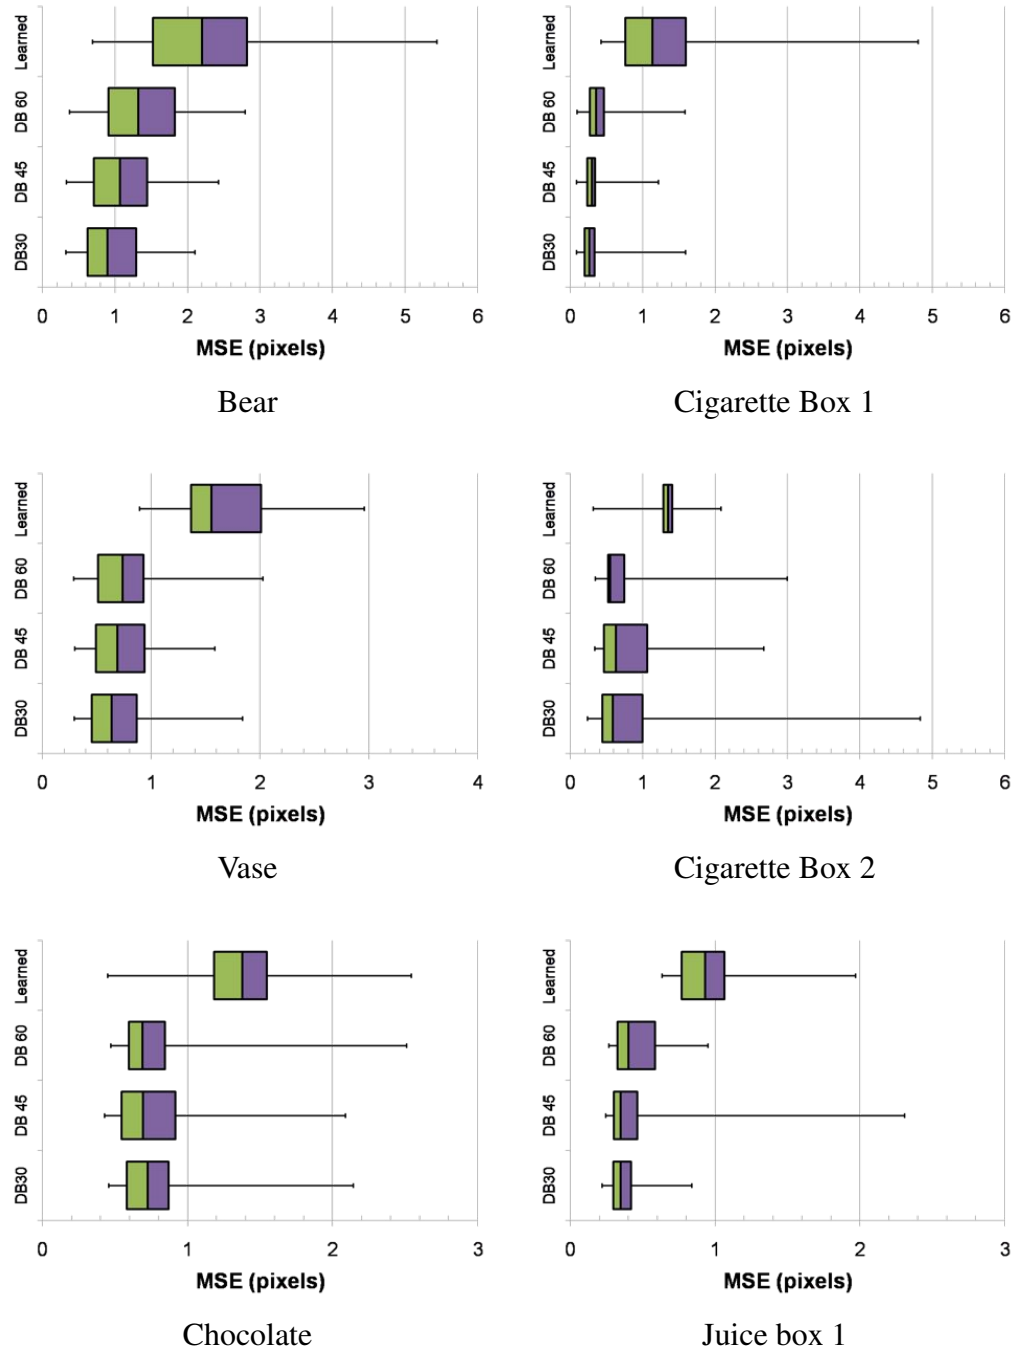 Learned
DB 60
DB 45
DB30
0 1 2 3 4 5 6
MSE (pixels)
Bear
Learned
DB 60
DB 45
DB30
0 1 2 3 4 5 6
MSE (pixels)
Cigarette Box 1
Learned
DB 60
DB 45
DB30
0 1 2 3 4
MSE (pixels)
Vase
Learned
DB 60
DB 45
DB30
0 1 2 3 4 5 6
MSE (pixels)
Cigarette Box 2
Learned
DB 60
DB 45
DB30
0 1 2 3
MSE (pixels)
Chocolate
Learned
DB 60
DB 45
DB30
0 1 2 3
MSE (pixels)
Juice box 1